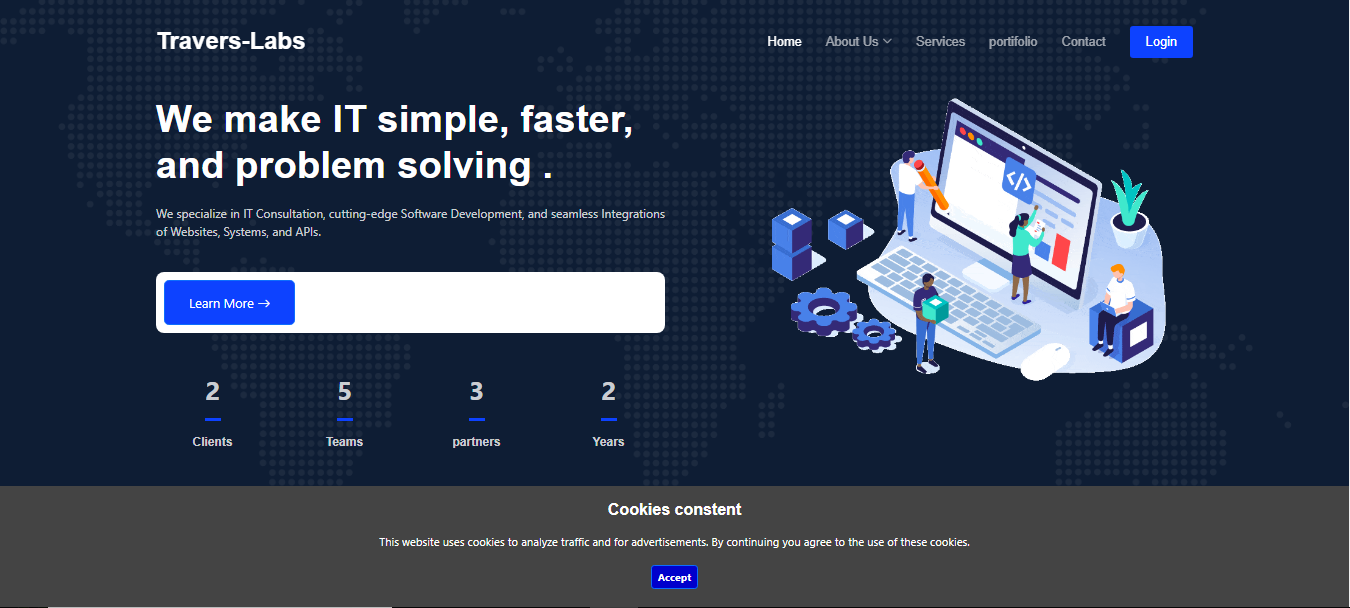 Travers-Labs
Home About Us Services portifolio Contact Login
We make IT simple, faster,
and problem solving .
We specialize in IT Consultation, cutting-edge Software Development, and seamless Integrations
of Websites, Systems, and APIs.
</>
Learn More →
2 5 3 2
Clients Teams partners Years
Cookies constent
This website uses cookies to analyze traffic and for advertisements. By continuing you agree to the use of these cookies.
Accept